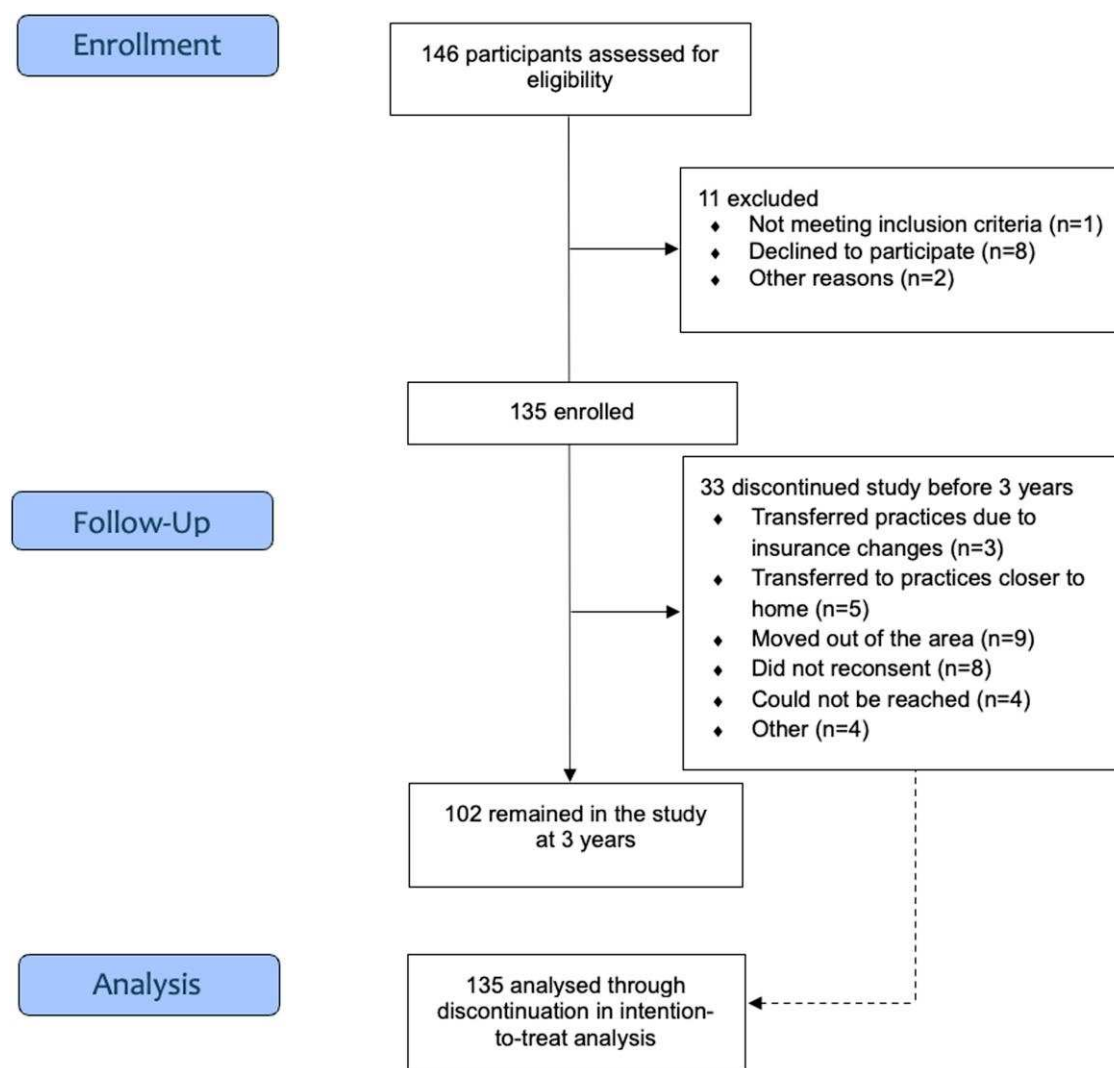 Enrollment
146 participants assessed for
eligibility
11 excluded
♦ Not meeting inclusion criteria (n=1)
♦ Declined to participate (n=8)
♦ Other reasons (n=2)
135 enrolled
Follow-Up
33 discontinued study before 3 years
♦ Transferred practices due to
insurance changes (n=3)
♦ Transferred to practices closer to
home (n=5)
♦ Moved out of the area (n=9)
♦ Did not reconsent (n=8)
♦ Could not be reached (n=4)
♦ Other (n=4)
102 remained in the study
at 3 years
Analysis
135 analysed through
discontinuation in intention-
to-treat analysis